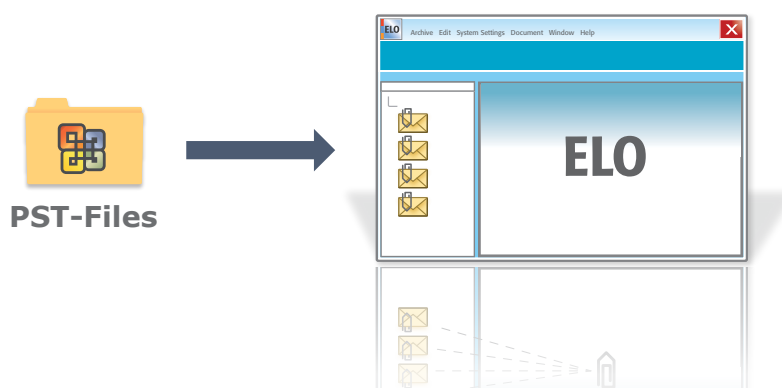 ELO
Archive Edit System Settings Document Window Help
PST-Files
ELO